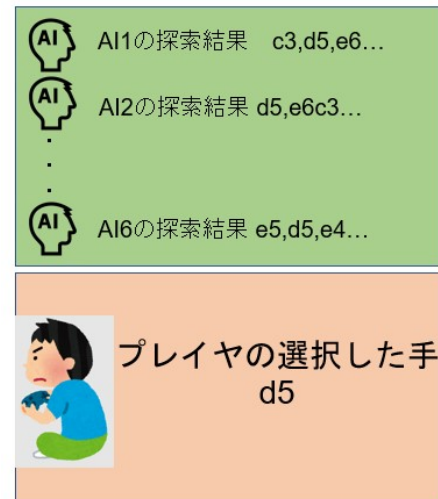 AI AI1の探索結果 c3,d5,e6...
AI AI2の探索結果 d5,e6c3...
AI AI6の探索結果 e5,d5,e4...
プレイヤの選択した手
d5